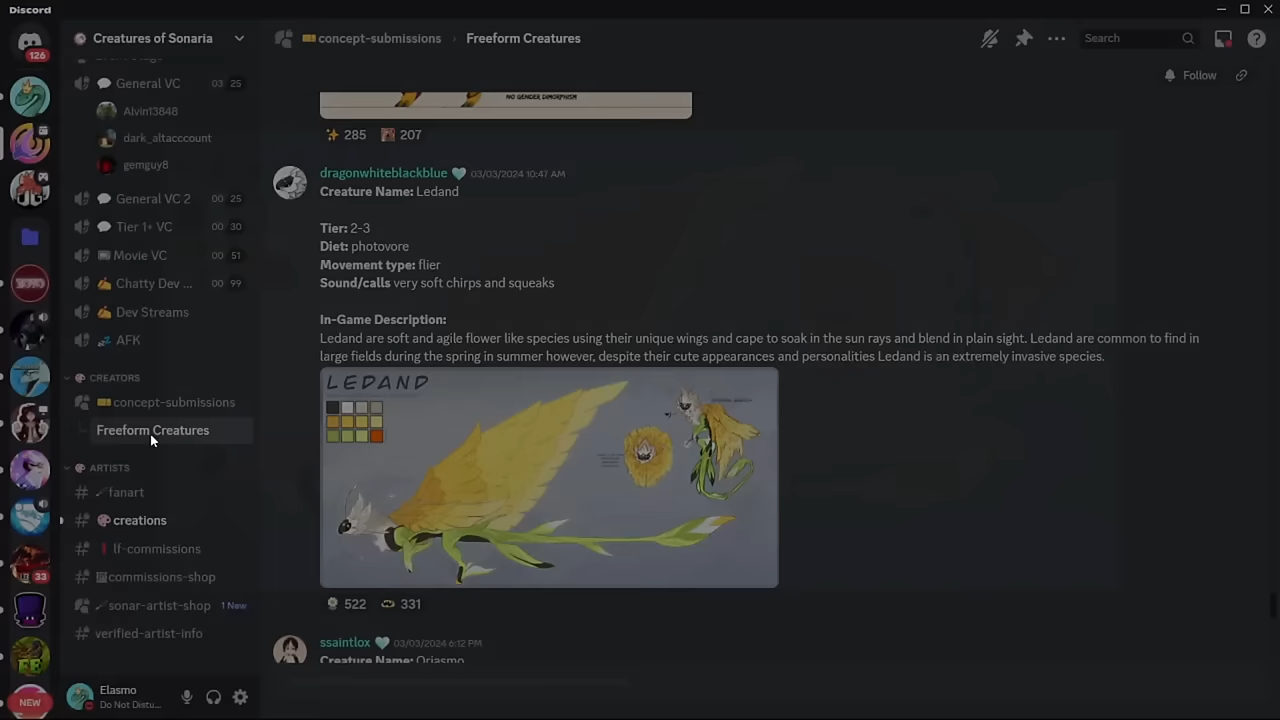 Discord
126
33
NEW
Creatures of Sonaria
General VC 03 25
Alvin13848
dark_altacccount
gemguy8
General VC 2 00 25
Tier 1+ VC 00 30
Movie VC 00 51
Chatty Dev ... 00 99
Dev Streams
AFK
CREATORS
concept-submissions
Freeform Creatures
ARTISTS
fanart
creations
lf-commissions
commissions-shop
sonar-artist-shop 1 New
verified-artist-info
Elasmo
Do Not Distu...
concept-submissions › Freeform Creatures
Search
Follow
NO GENDER DIMORPHISM
285 207
dragonwhiteblackblue 03/03/2024 10:47 AM
Creature Name: Ledand
Tier: 2-3
Diet: photovore
Movement type: flier
Sound/calls very soft chirps and squeaks
In-Game Description:
Ledand are soft and agile flower like species using their unique wings and cape to soak in the sun rays and blend in plain sight. Ledand are common to find in
large fields during the spring in summer however, despite their cute appearances and personalities Ledand is an extremely invasive species.
LEDAND
522 331
ssaintlox 03/03/2024 6:12 PM
Creature Name: Oriasmo